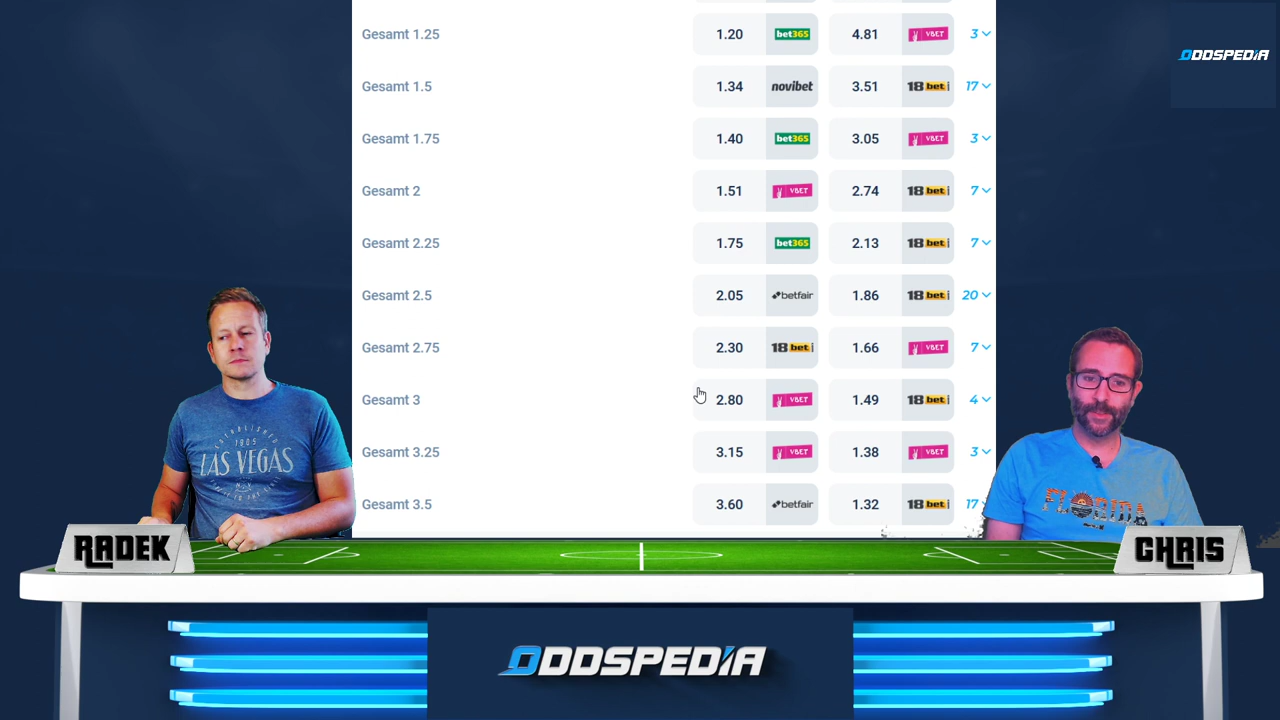 Gesamt 1.25 1.20 bet365 4.81 VBET 3
ODDSPEDIA
Gesamt 1.5 1.34 novibet 3.51 18bet 17
Gesamt 1.75 1.40 bet365 3.05 VBET 3
Gesamt 2 1.51 VBET 2.74 18bet 7
Gesamt 2.25 1.75 bet365 2.13 18bet 7
Gesamt 2.5 2.05 betfair 1.86 18bet 20
Gesamt 2.75 2.30 18bet 1.66 VBET 7
Gesamt 3 2.80 VBET 1.49 18bet 4
Gesamt 3.25 3.15 VBET 1.38 VBET 3
Gesamt 3.5 3.60 betfair 1.32 18bet 17
ESTABLISHED
1905
LAS VEGAS
FLORIDA
RADEK
CHRIS
ODDSPEDIA